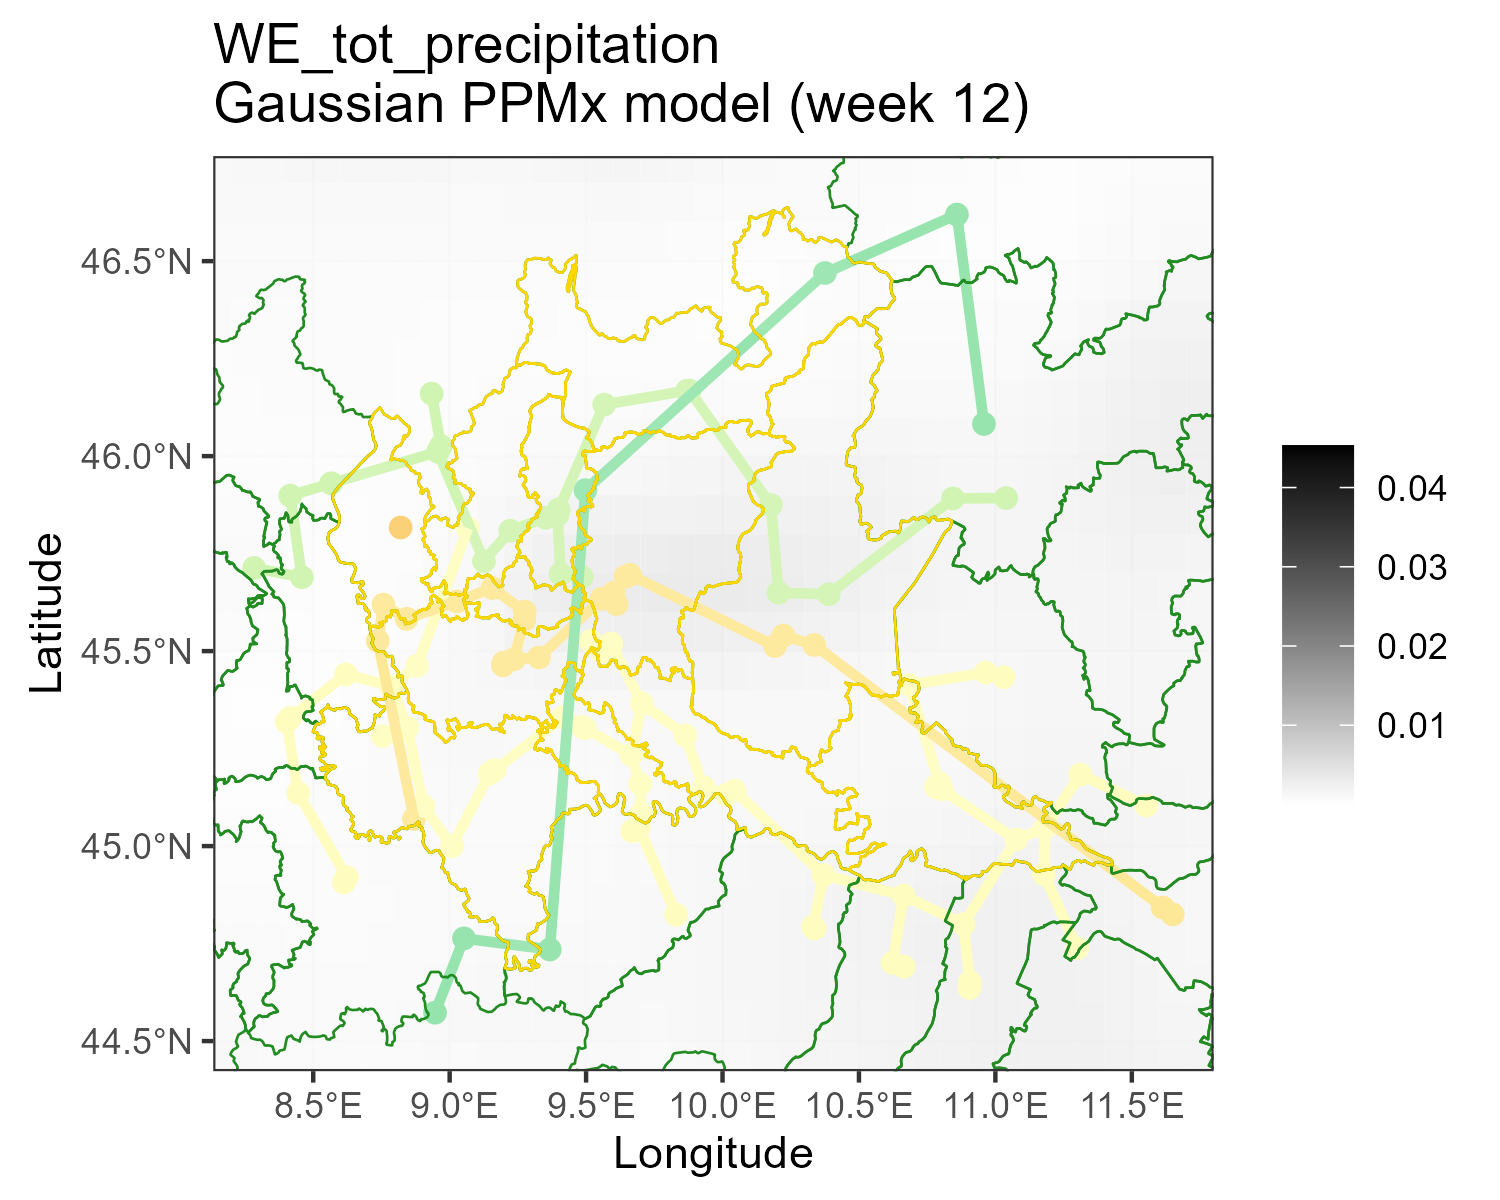 WE_tot_precipitation
Gaussian PPMx model (week 12)
46.5°N
46.0°N
45.5°N
45.0°N
44.5°N
Latitude
8.5°E 9.0°E 9.5°E 10.0°E 10.5°E 11.0°E 11.5°E
Longitude
0.04
0.03
0.02
0.01